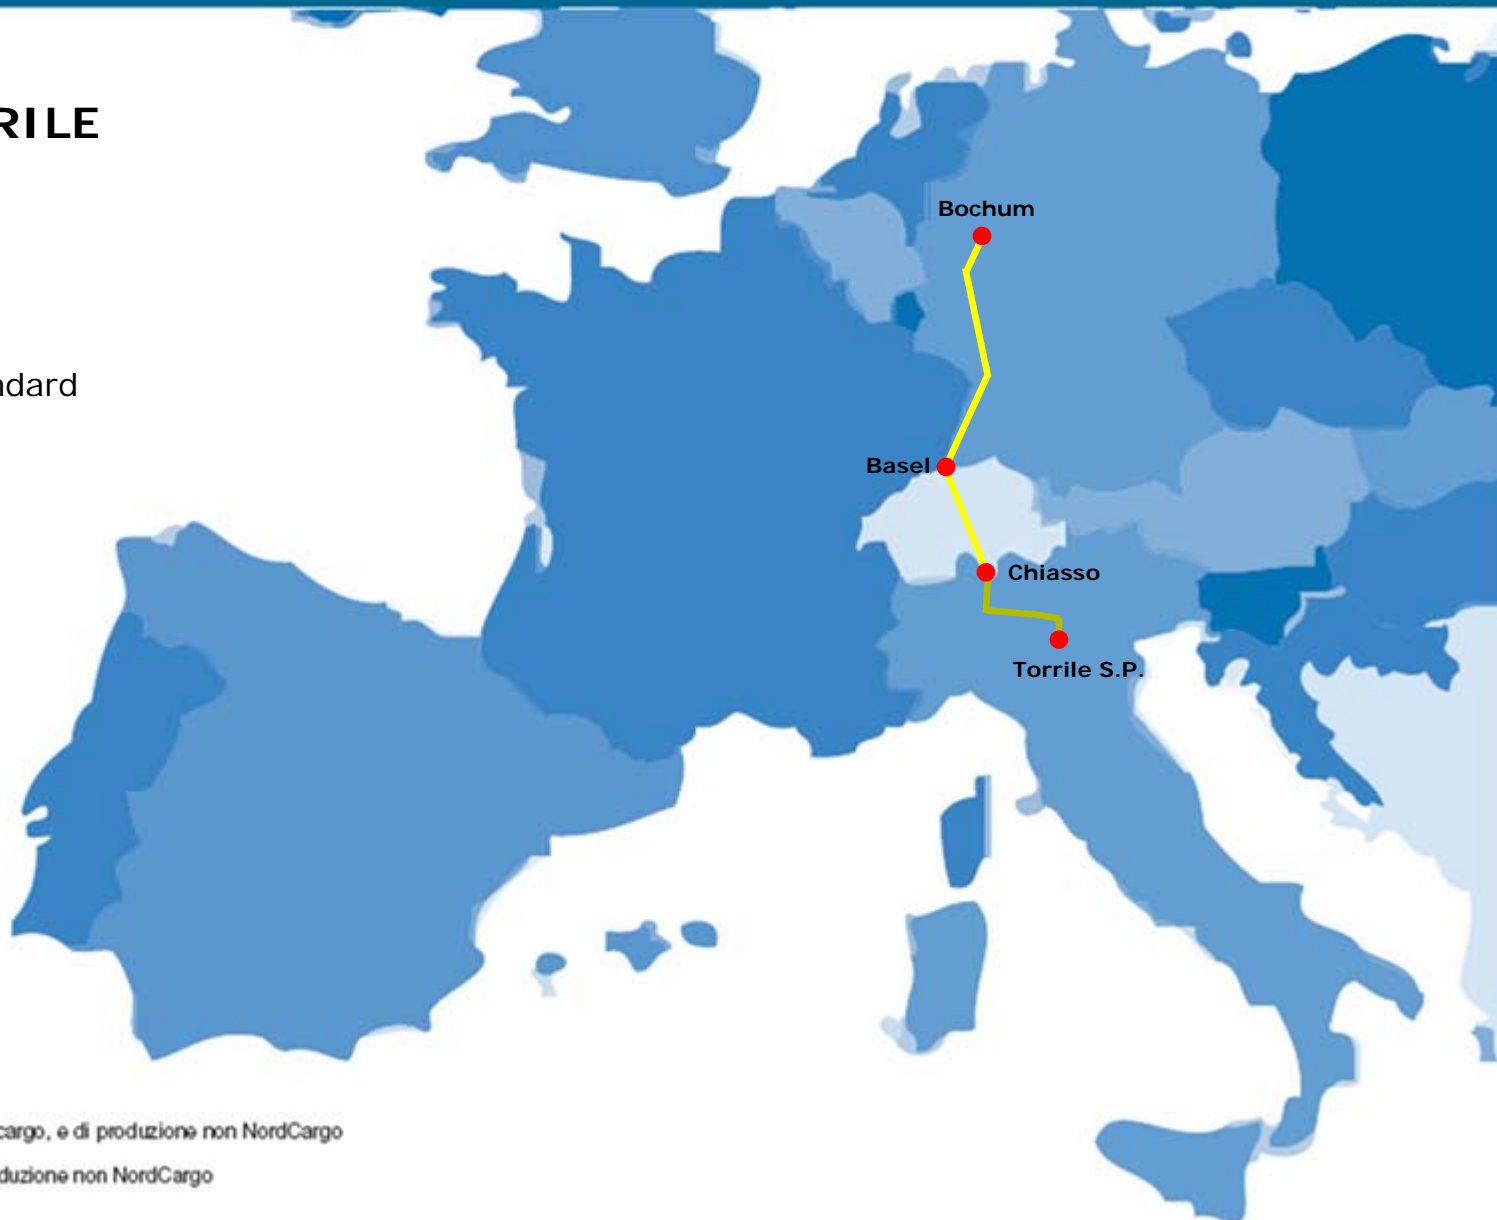 RILE
Bochum
ndard
Basel
Chiasso
Torrile S.P.
cargo, e di produzione non NordCargo
duzione non NordCargo